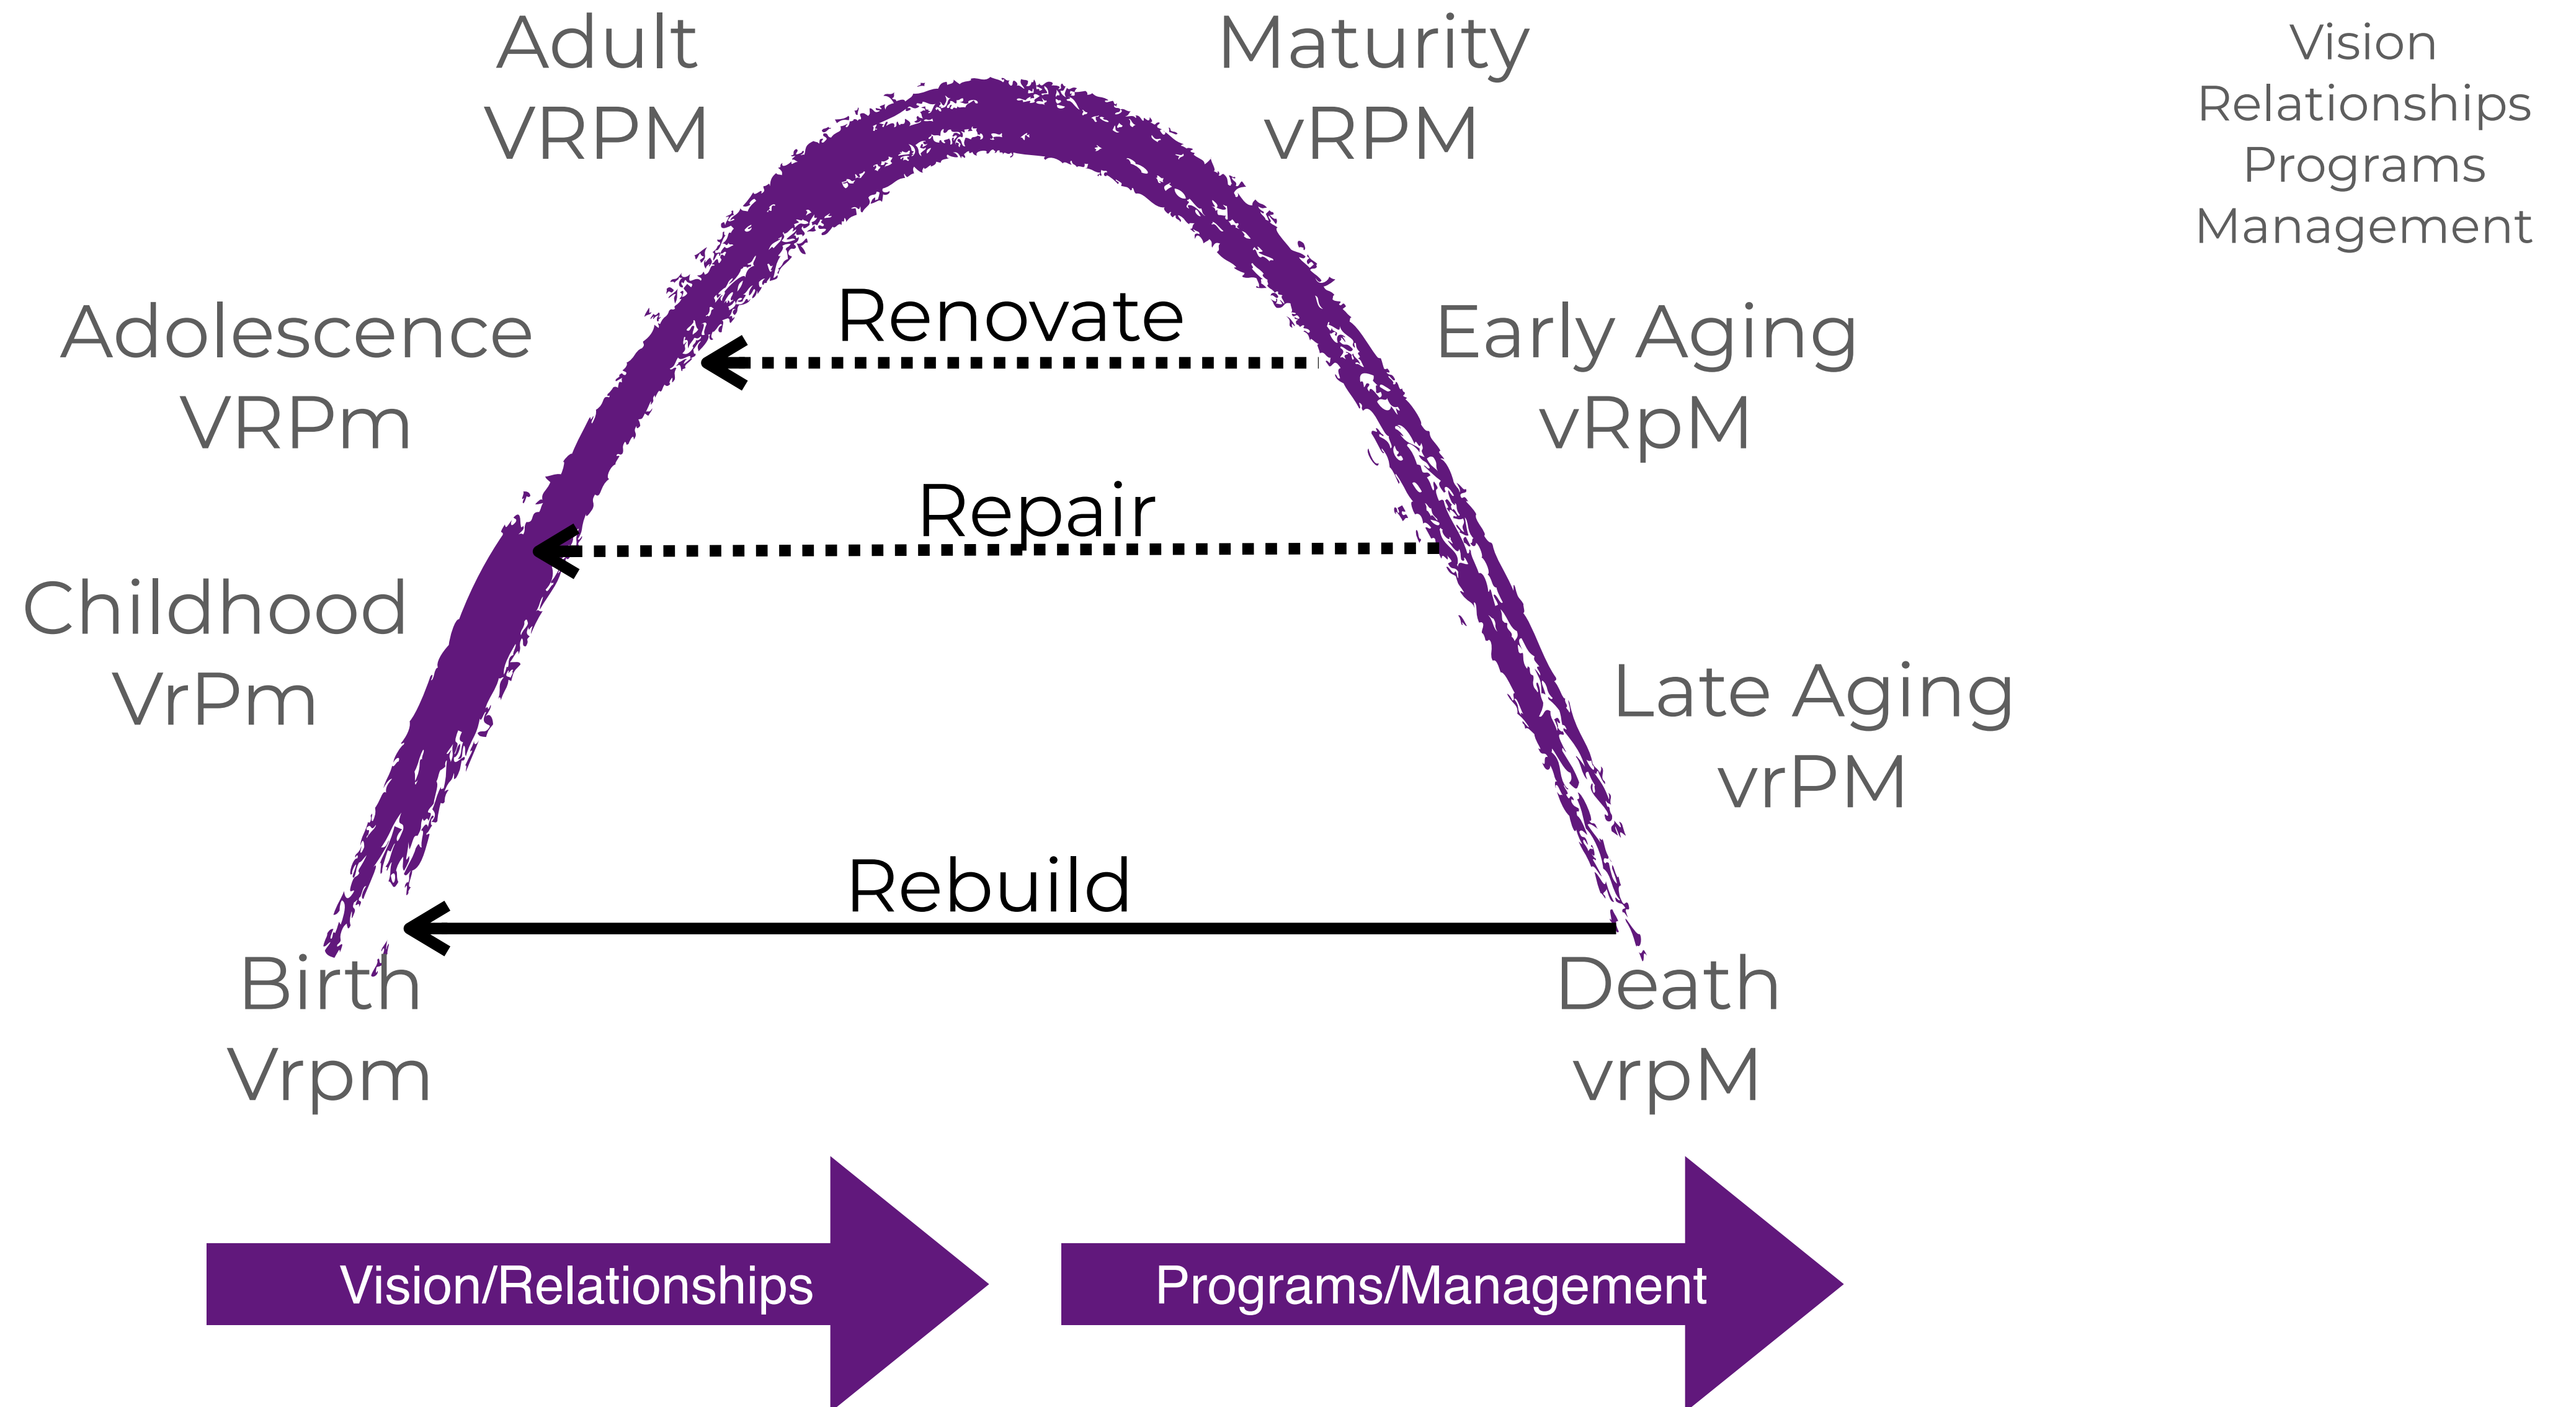 Adult
VRPM
Maturity
vRPM
Vision
Relationships
Programs
Management
Adolescence
VRPm
Renovate
Early Aging
vRpM
Repair
Childhood
VrPm
Late Aging
vrPM
Rebuild
Birth
Vrpm
Death
vrpM
Vision/Relationships
Programs/Management